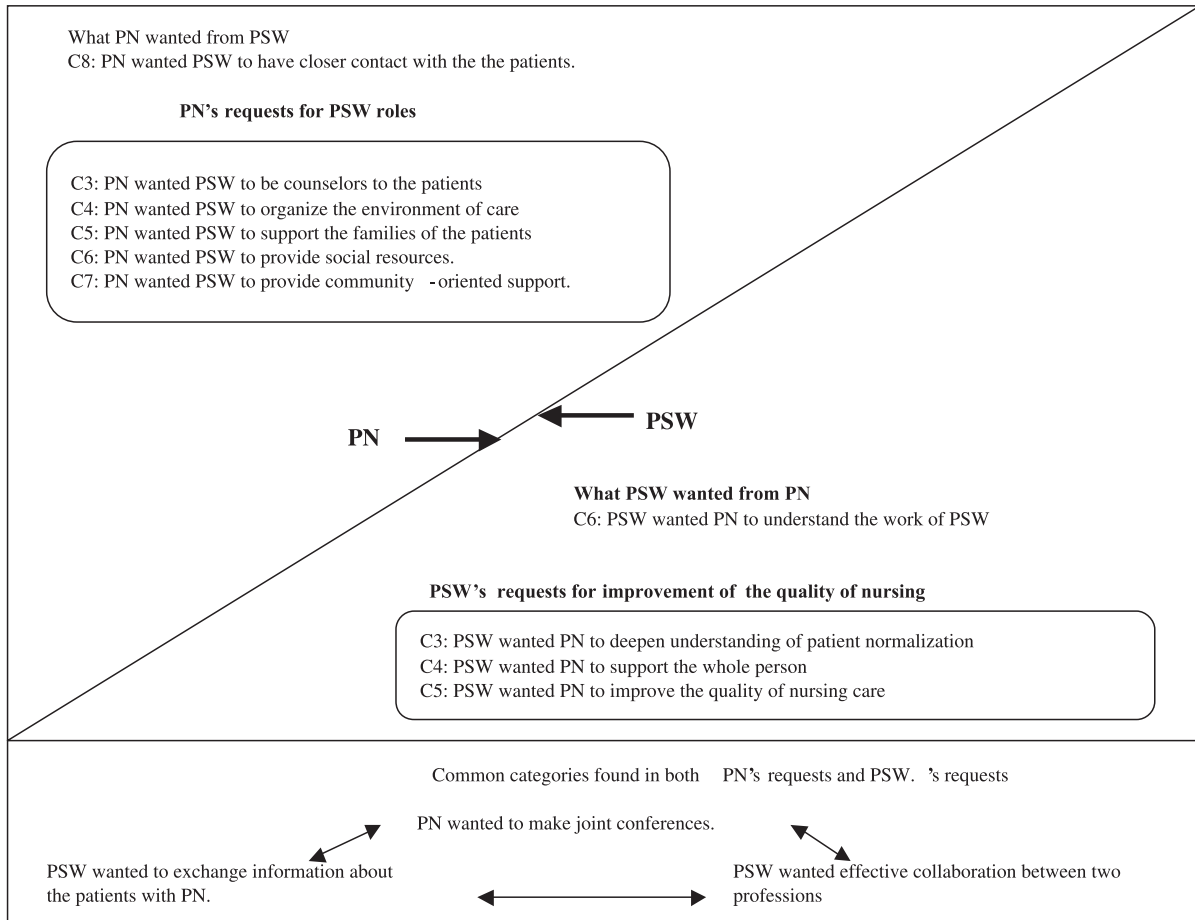 What PN wanted from PSW
C8: PN wanted PSW to have closer contact with the the patients.
PN's requests for PSW roles
C3: PN wanted PSW to be counselors to the patients
C4: PN wanted PSW to organize the environment of care
C5: PN wanted PSW to support the families of the patients
C6: PN wanted PSW to provide social resources.
C7: PN wanted PSW to provide community -oriented support.
PSW
PN
What PSW wanted from PN
C6: PSW wanted PN to understand the work of PSW
PSW's requests for improvement of the quality of nursing
C3: PSW wanted PN to deepen understanding of patient normalization
C4: PSW wanted PN to support the whole person
C5: PSW wanted PN to improve the quality of nursing care
Common categories found in both PN's requests and PSW. 's requests
PN wanted to make joint conferences.
PSW wanted to exchange information about
the patients with PN.
PSW wanted effective collaboration between two
professions